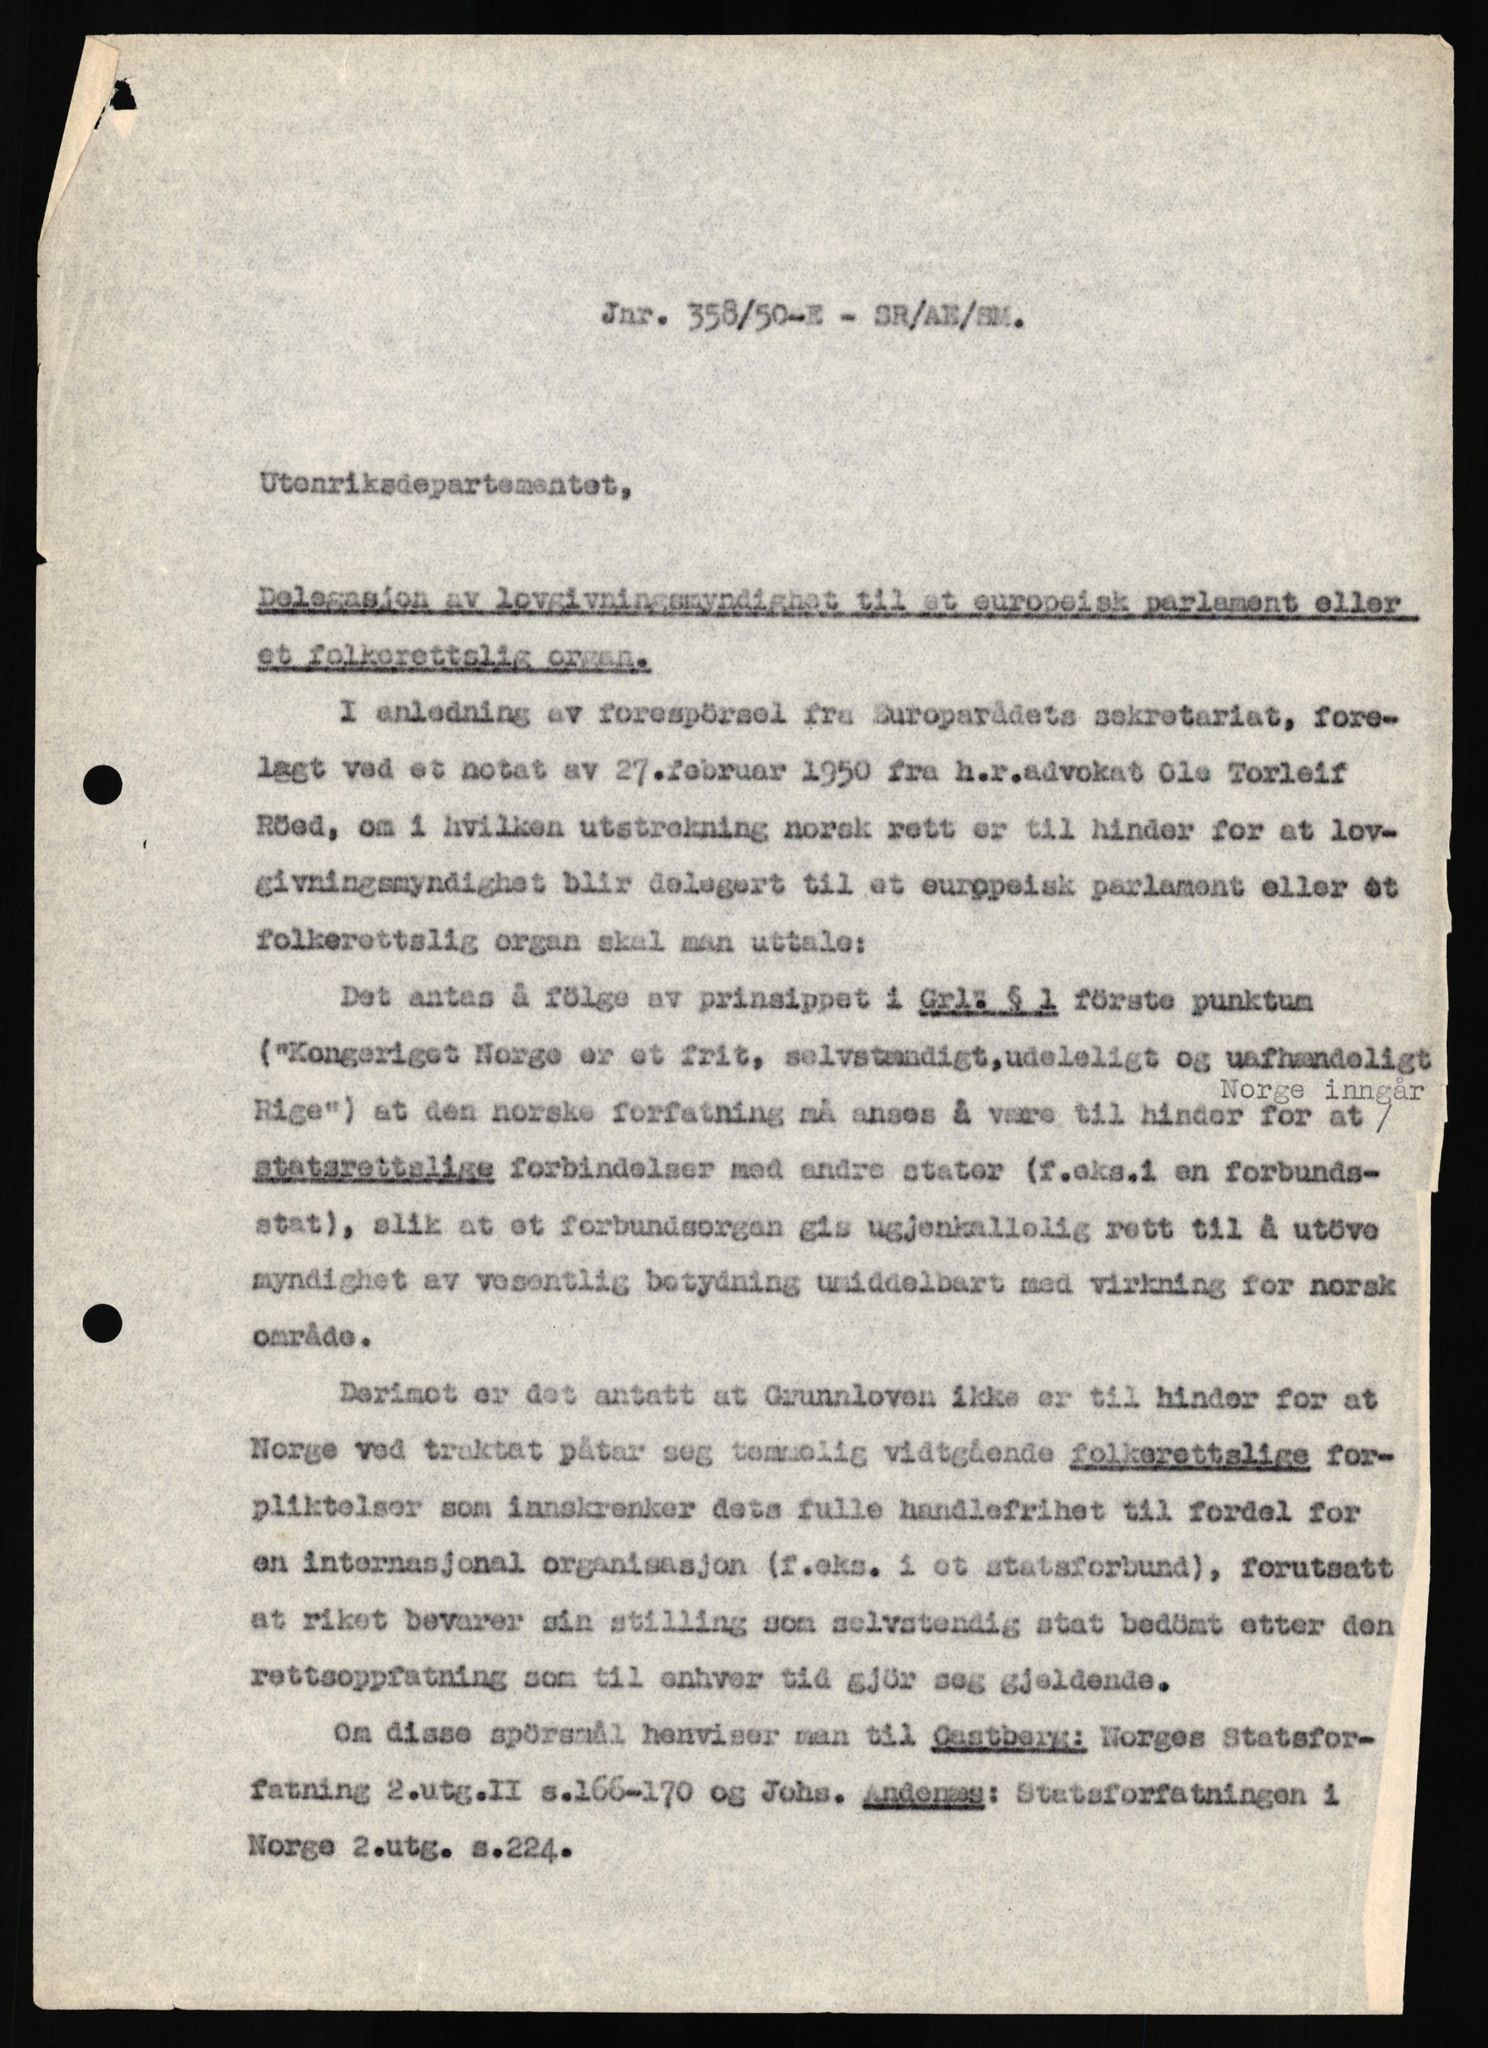 Jnr. 358/50-E - SR/AE/SM.
Utenriksdepartementet,
Delegasjon av lovgivningsmyndighet til et europeisk parlament eller
et folkerettslig organ.
I anledning av forespörsel fra Europarådets sekretariat, fore-
lagt ved et notat av 27.februar 1950 fra h.r.advokat Ole Torleif
Röed, om i hvilken utstrekning norsk rett er til hinder for at lov-
givningsmyndighet blir delegert til et europeisk parlament eller et
folkerettslig organ skal man uttale:
Det antas å fölge av prinsippet i Grl: § 1 förste punktum
("Kongeriget Norge er et frit, selvstændigt,udeleligt og uafhændeligt
Norge inngår
Rige") at den norske forfatning må anses å være til hinder for at /
statsrettslige forbindelser med andre stater (f.eks.i en forbunds-
stat), slik at et forbundsorgan gis ugjenkallelig rett til å utöve
myndighet av vesentlig betydning umiddelbart med virkning for norsk
område.
Derimot er det antatt at Grunnloven ikke er til hinder for at
Norge ved traktat påtar seg temmelig vidtgående folkerettslige for-
pliktelser som innskrenker dets fulle handlefrihet til fordel for
en internasjonal organisasjon (f.eks. i et statsforbund), forutsatt
at riket bevarer sin stilling som selvstendig stat bedömt etter den
rettsoppfatning som til enhver tid gjör seg gjeldende.
Om disse spörsmål henviser man til Castberg: Norges Statsfor-
fatning 2.utg.II s.166-170 og Johs. Andenæs: Statsforfatningen i
Norge 2.utg. s.224.